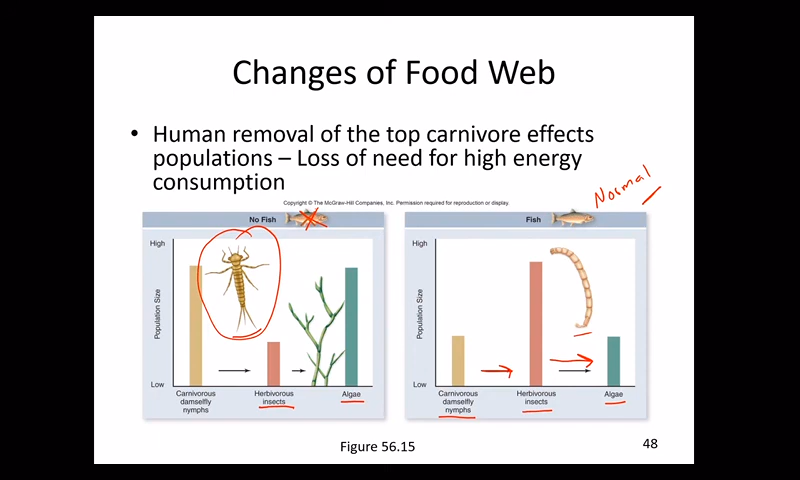 Changes of Food Web
• Human removal of the top carnivore effects
populations – Loss of need for high energy
consumption
Normal
Copyright © The McGraw-Hill Companies, Inc. Permission required for reproduction or display.
No Fish
High
Population Size
Low
Carnivorous
damselfly
nymphs
Herbivorous
insects
Algae
Fish
High
Population Size
Low
Carnivorous
damselfly
nymphs
Herbivorous
insects
Algae
Figure 56.15
48